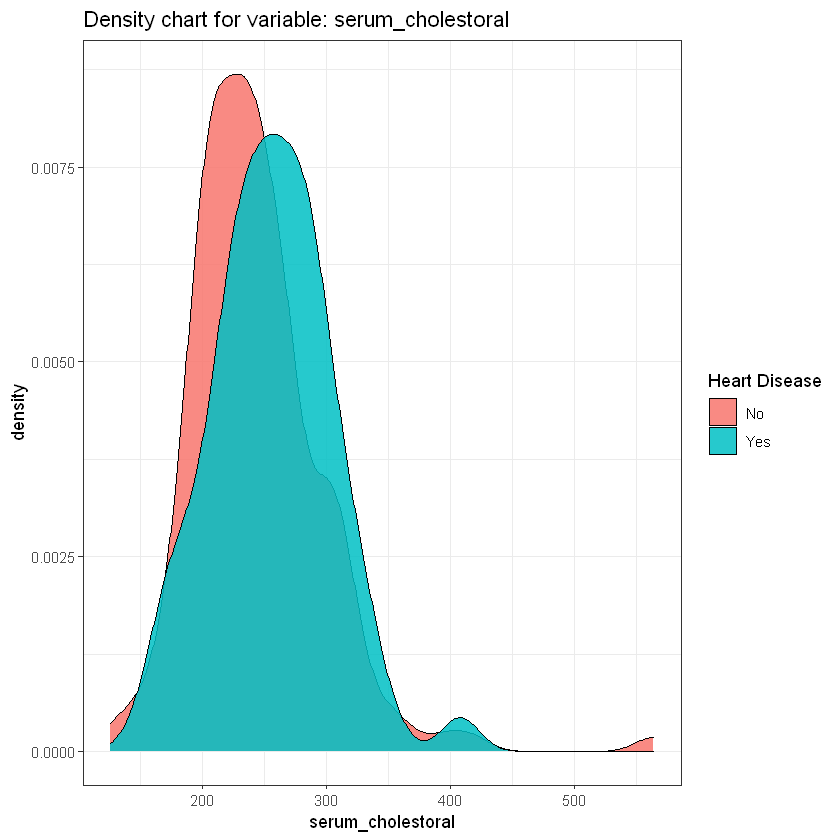 Density chart for variable: serum_cholestoral
density
0.0075
0.0050
0.0025
0.0000
200 300 400 500
serum_cholestoral
Heart Disease
No
Yes